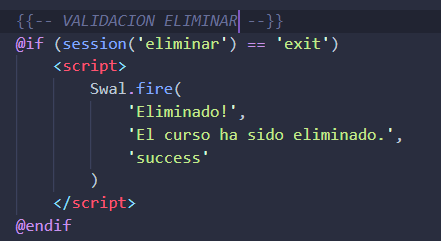 {{-- VALIDACION ELIMINAR --}}
@if (session('eliminar') == 'exit')
<script>
Swal.fire(
'Eliminado!',
'El curso ha sido eliminado.',
'success'
)
</script>
@endif